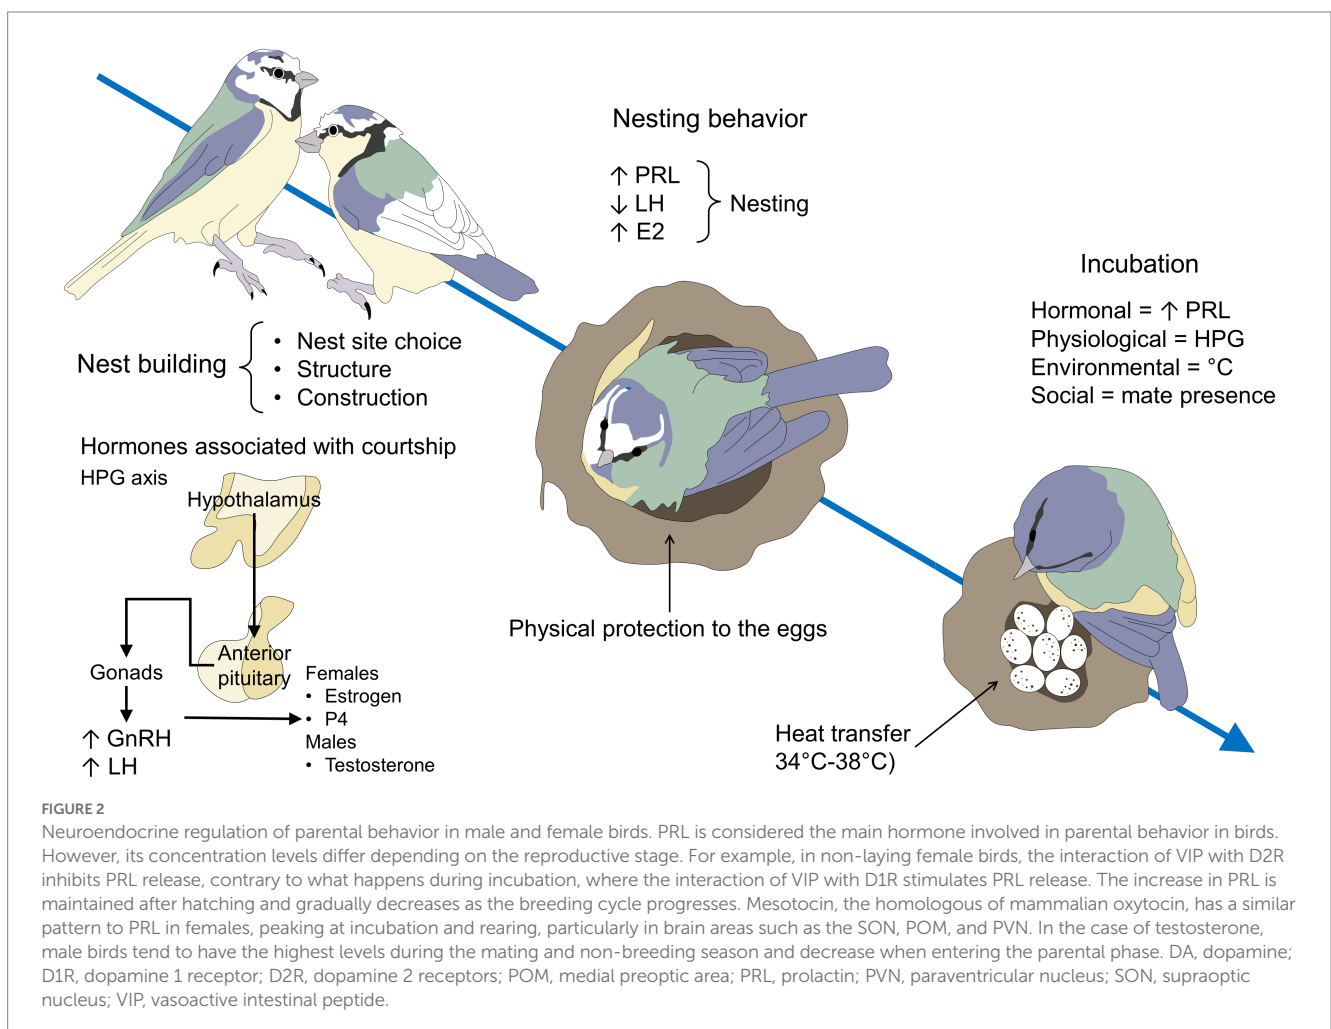 Nesting behavior
↑ PRL
↓ LH
↑ E2
Nesting
Incubation
Hormonal = ↑ PRL
Physiological = HPG
Environmental = °C
Social = mate presence
Nest building
• Nest site choice
• Structure
• Construction
Hormones associated with courtship
HPG axis
Hypothalamus
Anterior
pituitary
Gonads
↑ GnRH
↑ LH
Females
• Estrogen
• P4
Males
• Testosterone
Physical protection to the eggs
Heat transfer
34°C-38°C)
FIGURE 2
Neuroendocrine regulation of parental behavior in male and female birds. PRL is considered the main hormone involved in parental behavior in birds.
However, its concentration levels differ depending on the reproductive stage. For example, in non-laying female birds, the interaction of VIP with D2R
inhibits PRL release, contrary to what happens during incubation, where the interaction of VIP with D1R stimulates PRL release. The increase in PRL is
maintained after hatching and gradually decreases as the breeding cycle progresses. Mesotocin, the homologous of mammalian oxytocin, has a similar
pattern to PRL in females, peaking at incubation and rearing, particularly in brain areas such as the SON, POM, and PVN. In the case of testosterone,
male birds tend to have the highest levels during the mating and non-breeding season and decrease when entering the parental phase. DA, dopamine;
D1R, dopamine 1 receptor; D2R, dopamine 2 receptors; POM, medial preoptic area; PRL, prolactin; PVN, paraventricular nucleus; SON, supraoptic
nucleus; VIP, vasoactive intestinal peptide.